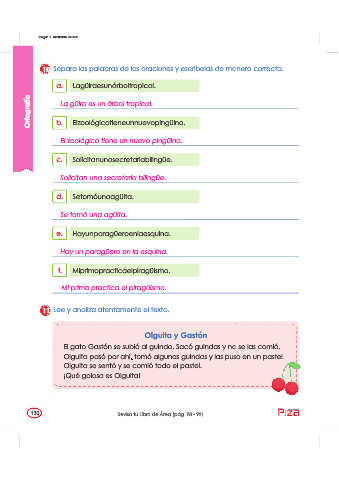 Ortografía
10 Separa las palabras de las oraciones y escríbelas de manera correcta.
a. Lagüiraesunárboltropical.
La güira es un árbol tropical.
b. Elzoológicotieneunnuevopingüino.
El zoológico tiene un nuevo pingüino.
c. Solicitanunasecretariabilingüe.
Solicitan una secretaria bilingüe.
d. Setomóunaagüita.
Se tomó una agüita.
e. Hayunparagüeroenlaesquina.
Hay un paragüero en la esquina.
f. Miprimopracticaelpiragüismo.
Mi primo practica el piragüismo.
11 Lee y analiza atentamente el texto.
Olguita y Gastón
El gato Gastón se subió al guindo. Sacó guindas y no se las comió.
Olguita pasó por ahí, tomó algunas guindas y las puso en un pastel.
Olguita se sentó y se comió todo el pastel.
¡Qué golosa es Olguita!
Revisa tu Libro de Área (pág. 98 - 99)